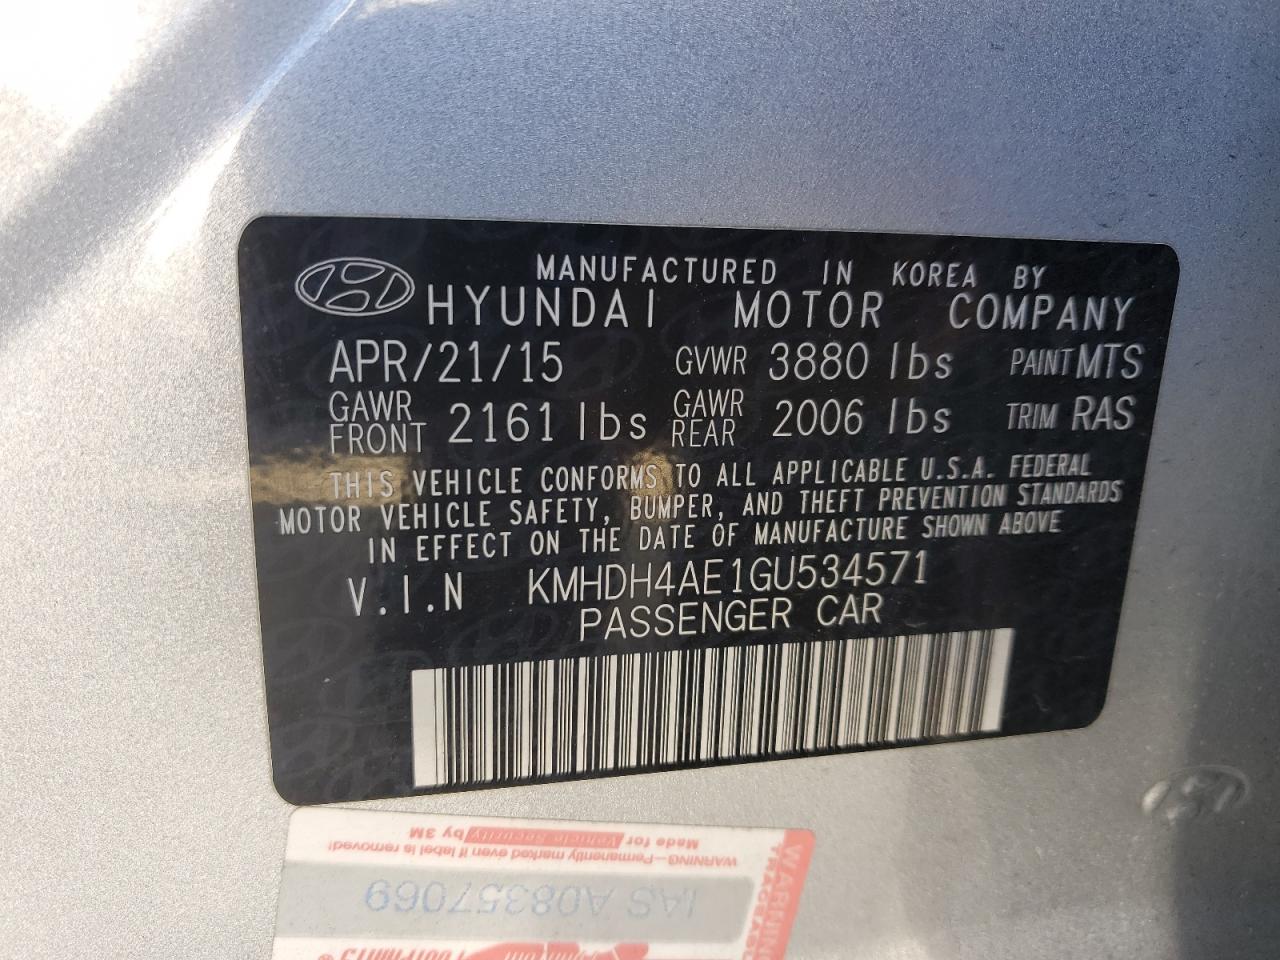 MANUFACTURED IN KOREA BY
HYUNDAI MOTOR COMPANY
APR/21/15 GVWR 3880 lbs PAINT MTS
GAWR FRONT 2161 lbs GAWR REAR 2006 lbs TRIM RAS
THIS VEHICLE CONFORMS TO ALL APPLICABLE U.S.A. FEDERAL
MOTOR VEHICLE SAFETY, BUMPER, AND THEFT PREVENTION STANDARDS
IN EFFECT ON THE DATE OF MANUFACTURE SHOWN ABOVE
V.I.N KMHDH4AE1GU534571
PASSENGER CAR
WARNING
TRACEABLE
IAS A08357069
WARNING—Permanently marked even if label is removed!
Made for Vehicle Security by 3M